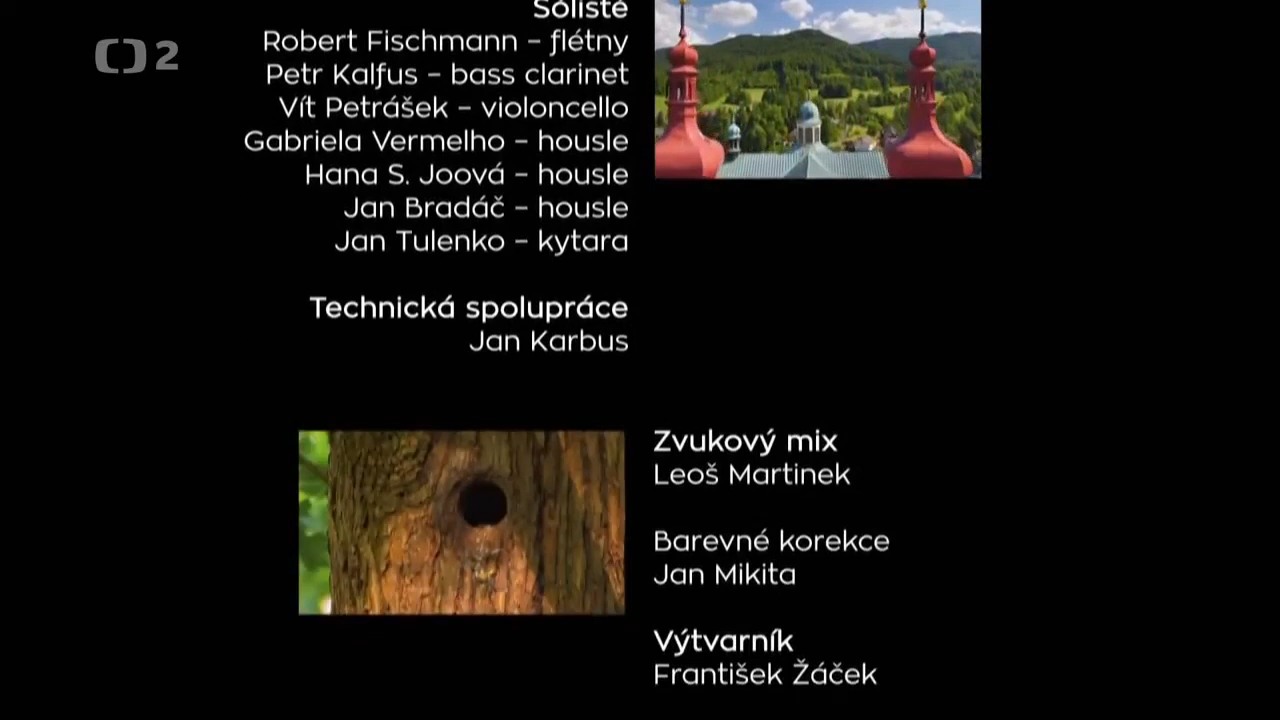 Sólisté
Robert Fischmann – flétny
Petr Kalfus – bass clarinet
Vít Petrášek – violoncello
Gabriela Vermelho – housle
Hana S. Joová – housle
Jan Bradáč – housle
Jan Tulenko – kytara
Technická spolupráce
Jan Karbus
Zvukový mix
Leoš Martinek
Barevné korekce
Jan Mikita
Výtvarník
František Žáček
2